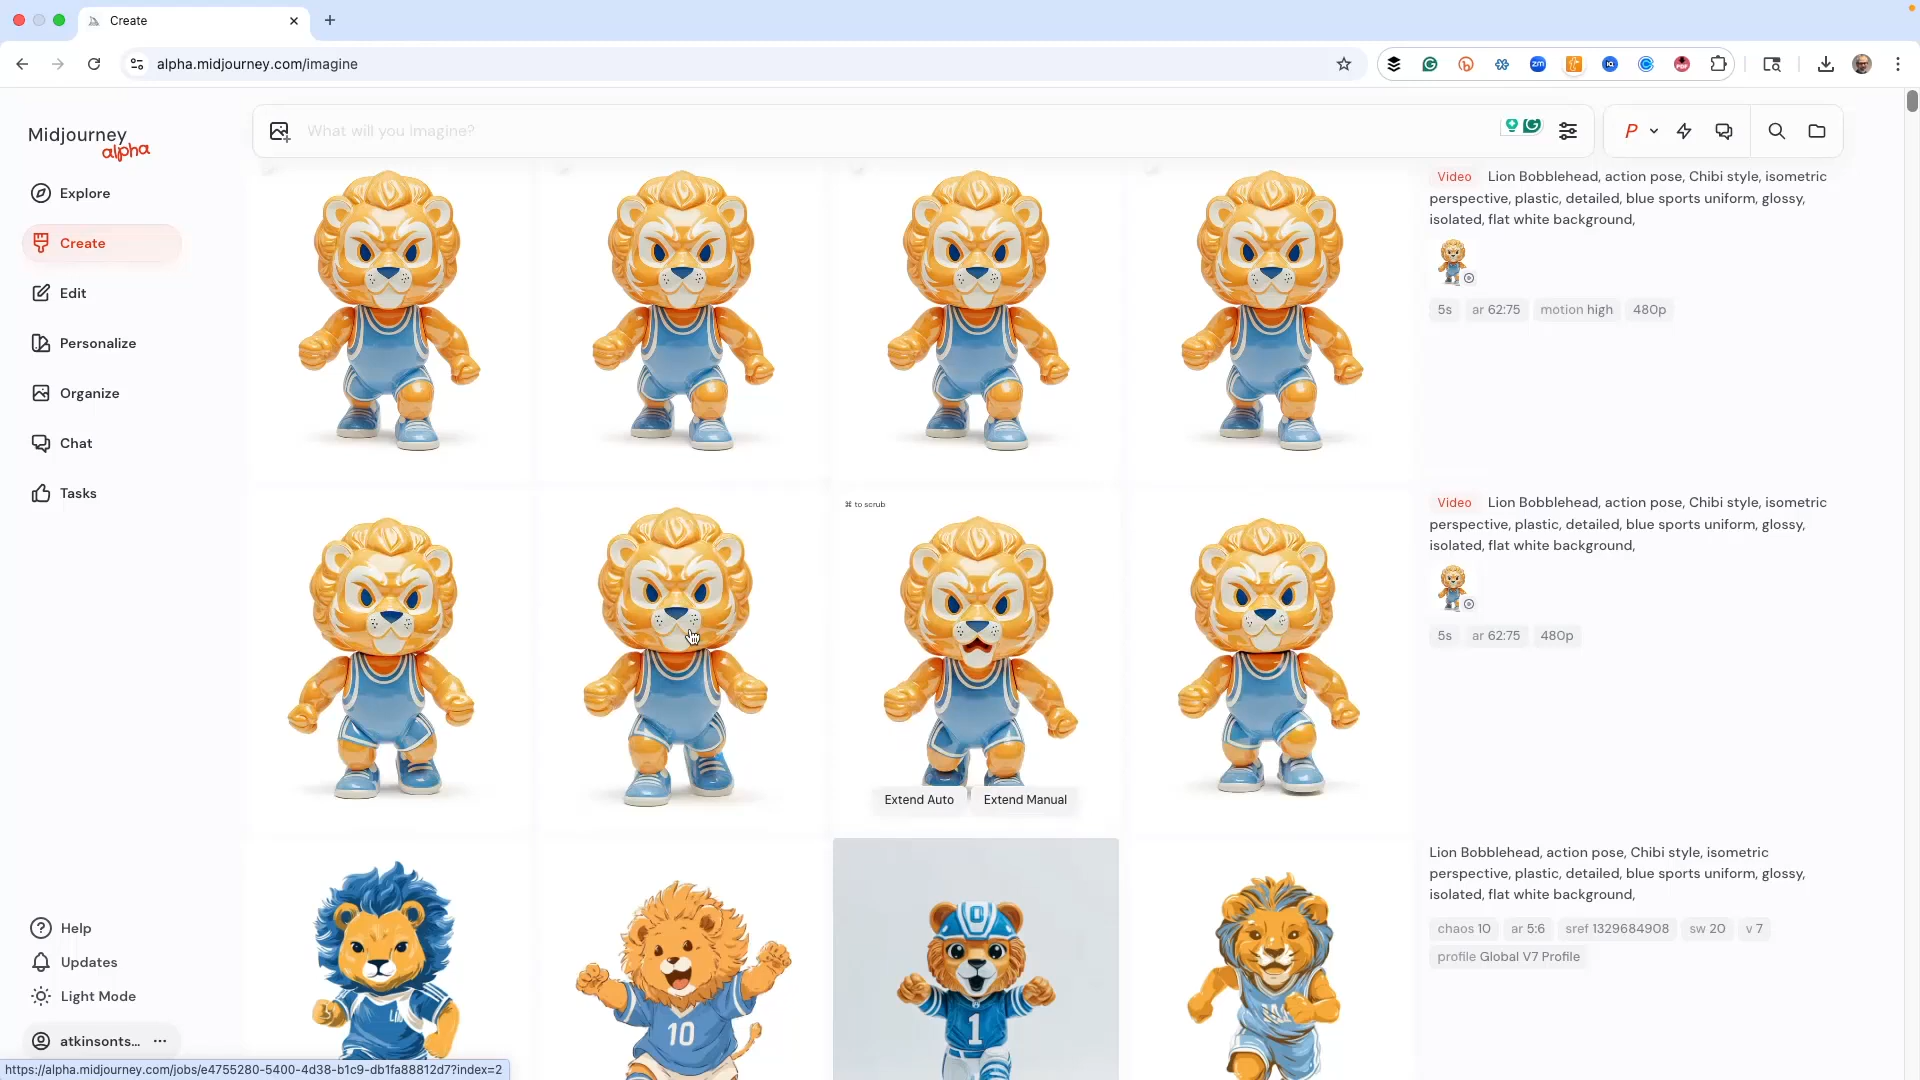 Create
alpha.midjourney.com/imagine
zm
Midjourney
alpha
Explore
Create
Edit
Personalize
Organize
Chat
Tasks
Help
Updates
Light Mode
atkinsonts...
https://alpha.midjourney.com/jobs/e4755280-5400-4d38-b1c9-db1fa88812d7?index=2
What will you imagine?
P
Video Lion Bobblehead, action pose, Chibi style, isometric
perspective, plastic, detailed, blue sports uniform, glossy,
isolated, flat white background,
5s ar 62:75 motion high 480p
⌘ to scrub
Extend Auto Extend Manual
Video Lion Bobblehead, action pose, Chibi style, isometric
perspective, plastic, detailed, blue sports uniform, glossy,
isolated, flat white background,
5s ar 62:75 480p
10
0
1
Lion Bobblehead, action pose, Chibi style, isometric
perspective, plastic, detailed, blue sports uniform, glossy,
isolated, flat white background,
chaos 10 ar 5:6 sref 1329684908 sw 20 v 7
profile Global V7 Profile